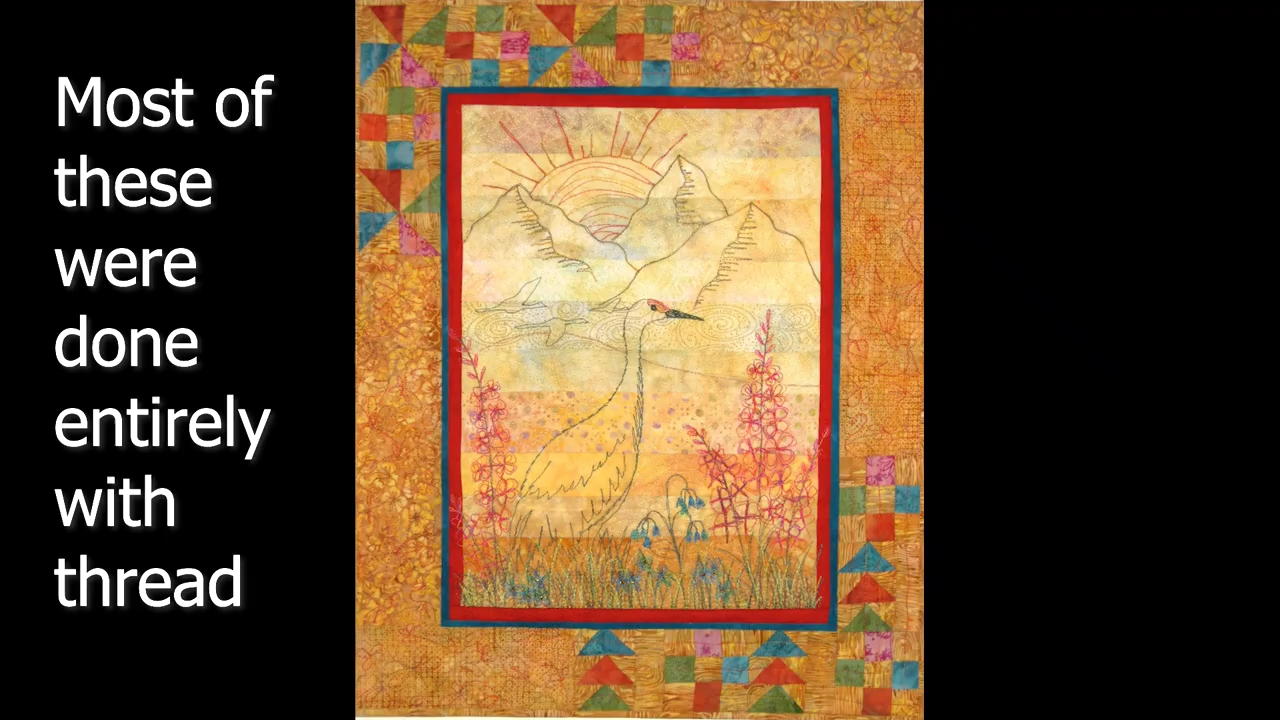 Most of
these
were
done
entirely
with
thread